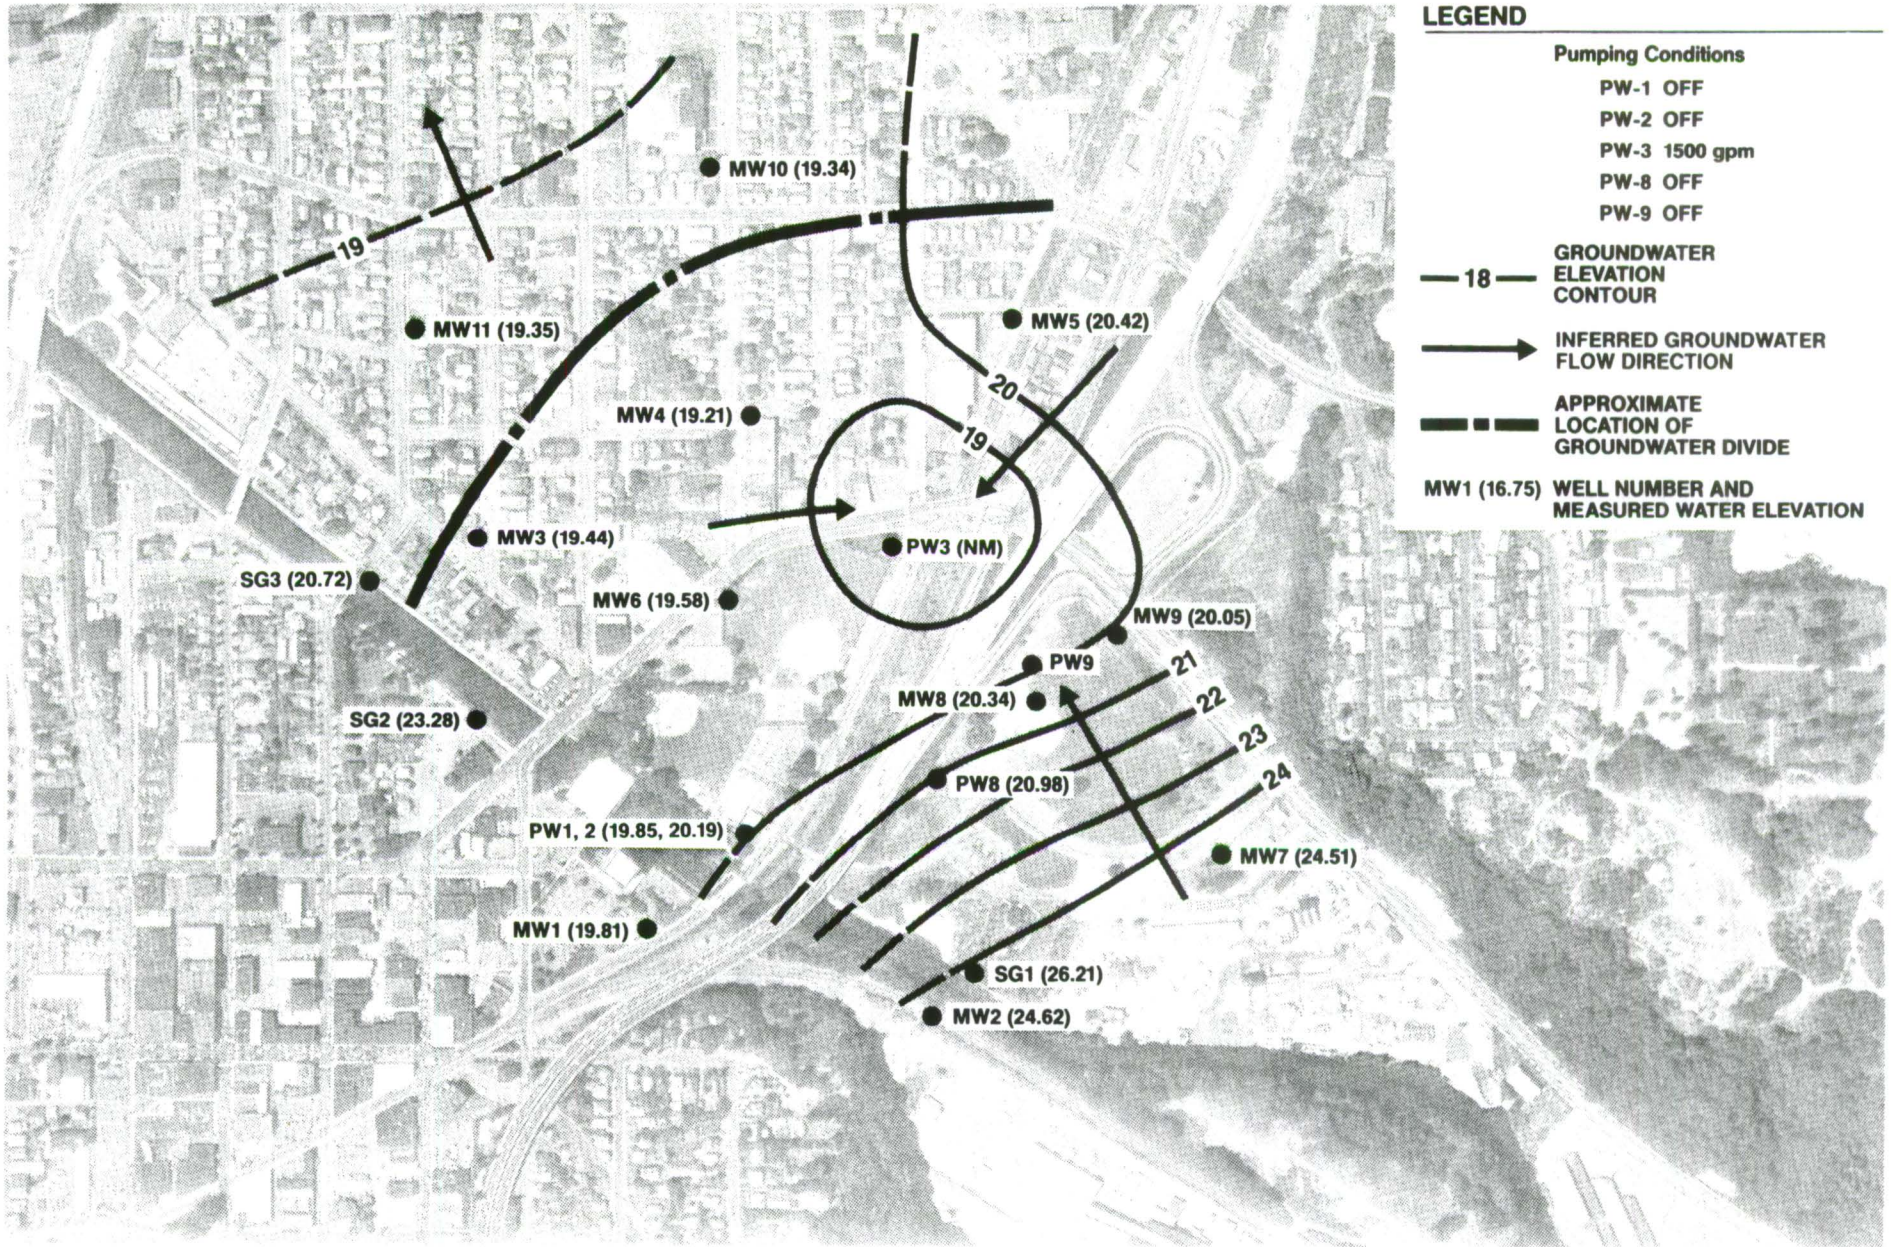 LEGEND
Pumping Conditions
PW-1 OFF
PW-2 OFF
PW-3 1500 gpm
PW-8 OFF
PW-9 OFF
18
GROUNDWATER
ELEVATION
CONTOUR
INFERRED GROUNDWATER
FLOW DIRECTION
APPROXIMATE
LOCATION OF
GROUNDWATER DIVIDE
MW1 (16.75) WELL NUMBER AND
MEASURED WATER ELEVATION
MW10 (19.34)
19
MW11 (19.35)
MW5 (20.42)
20
MW4 (19.21)
19
MW3 (19.44)
PW3 (NM)
SG3 (20.72)
MW6 (19.58)
MW9 (20.05)
PW9
21
MW8 (20.34)
22
SG2 (23.28)
23
24
PW8 (20.98)
PW1, 2 (19.85, 20.19)
MW7 (24.51)
MW1 (19.81)
SG1 (26.21)
MW2 (24.62)